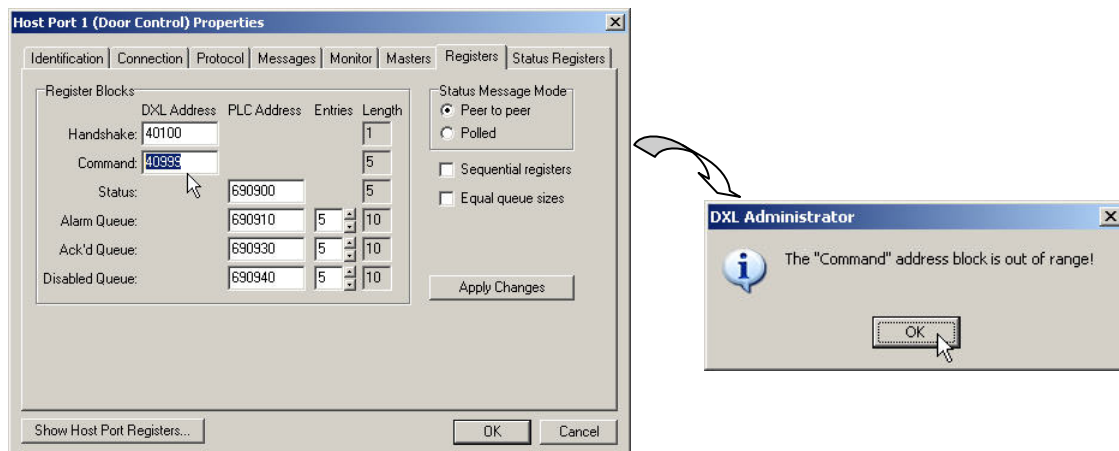 Host Port 1 (Door Control) Properties
Identification Connection Protocol Messages Monitor Masters Registers Status Registers
Register Blocks
DXL Address PLC Address Entries Length
Handshake: 40100 1
Command: 40999 5
Status: 690900 5
Alarm Queue: 690910 5 10
Ack'd Queue: 690930 5 10
Disabled Queue: 690940 5 10
Status Message Mode
Peer to peer
Polled
Sequential registers
Equal queue sizes
Apply Changes
Show Host Port Registers...
OK Cancel
DXL Administrator
The "Command" address block is out of range!
OK